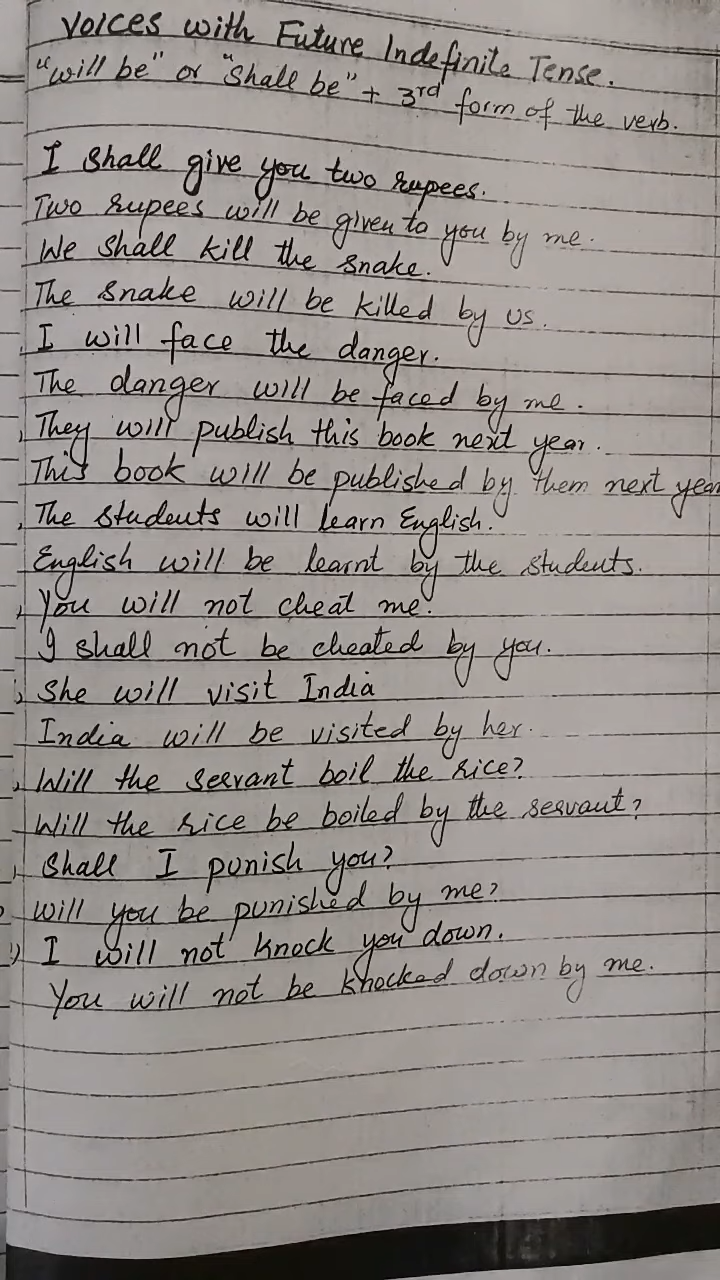 Voices with Future Indefinite Tense.
"will be" or "Shall be" + 3rd form of the verb.
I shall give you two rupees.
Two rupees will be given to you by me.
We shall kill the snake.
The snake will be killed by us.
I will face the danger.
The danger will be faced by me.
They will publish this book next year.
This book will be published by them next year
The students will learn English.
English will be learnt by the students.
You will not cheat me.
I shall not be cheated by you.
She will visit India
India will be visited by her.
Will the servant boil the rice?
Will the rice be boiled by the servant?
Shall I punish you?
will you be punished by me?
I will not knock you down.
You will not be knocked down by me.